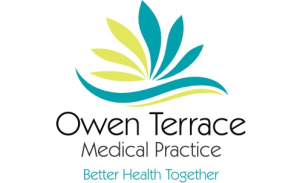 Owen Terrace
Medical Practice
Better Health Together